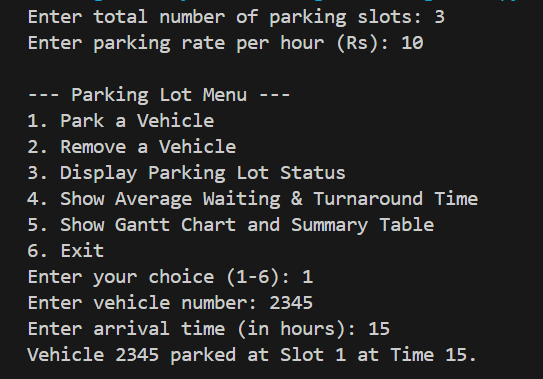 Enter total number of parking slots: 3
Enter parking rate per hour (Rs): 10
--- Parking Lot Menu ---
1. Park a Vehicle
2. Remove a Vehicle
3. Display Parking Lot Status
4. Show Average Waiting & Turnaround Time
5. Show Gantt Chart and Summary Table
6. Exit
Enter your choice (1-6): 1
Enter vehicle number: 2345
Enter arrival time (in hours): 15
Vehicle 2345 parked at Slot 1 at Time 15.